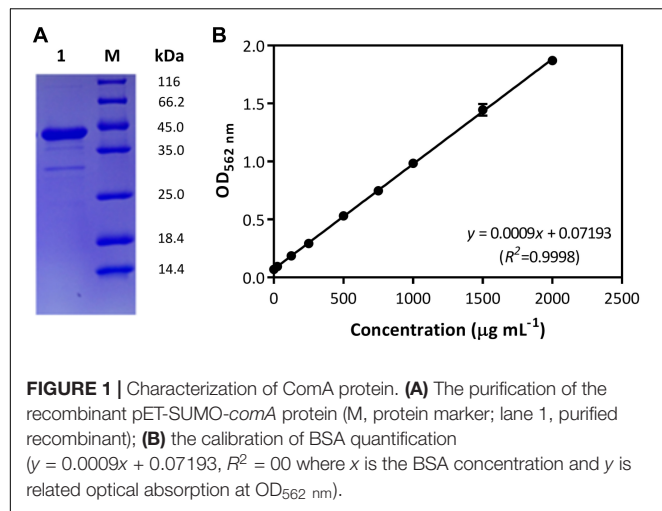 A
1 M kDa
116
66.2
45.0
35.0
25.0
18.4
14.4
B
2.0
1.5
1.0
0.5
0.0
OD562 nm
y = 0.0009x + 0.07193
(R²=0.9998)
0 500 1000 1500 2000 2500
Concentration (µg mL⁻¹)
FIGURE 1 | Characterization of ComA protein. (A) The purification of the
recombinant pET-SUMO-comA protein (M, protein marker; lane 1, purified
recombinant); (B) the calibration of BSA quantification
(y = 0.0009x + 0.07193, R² = 00 where x is the BSA concentration and y is
related optical absorption at OD562 nm).